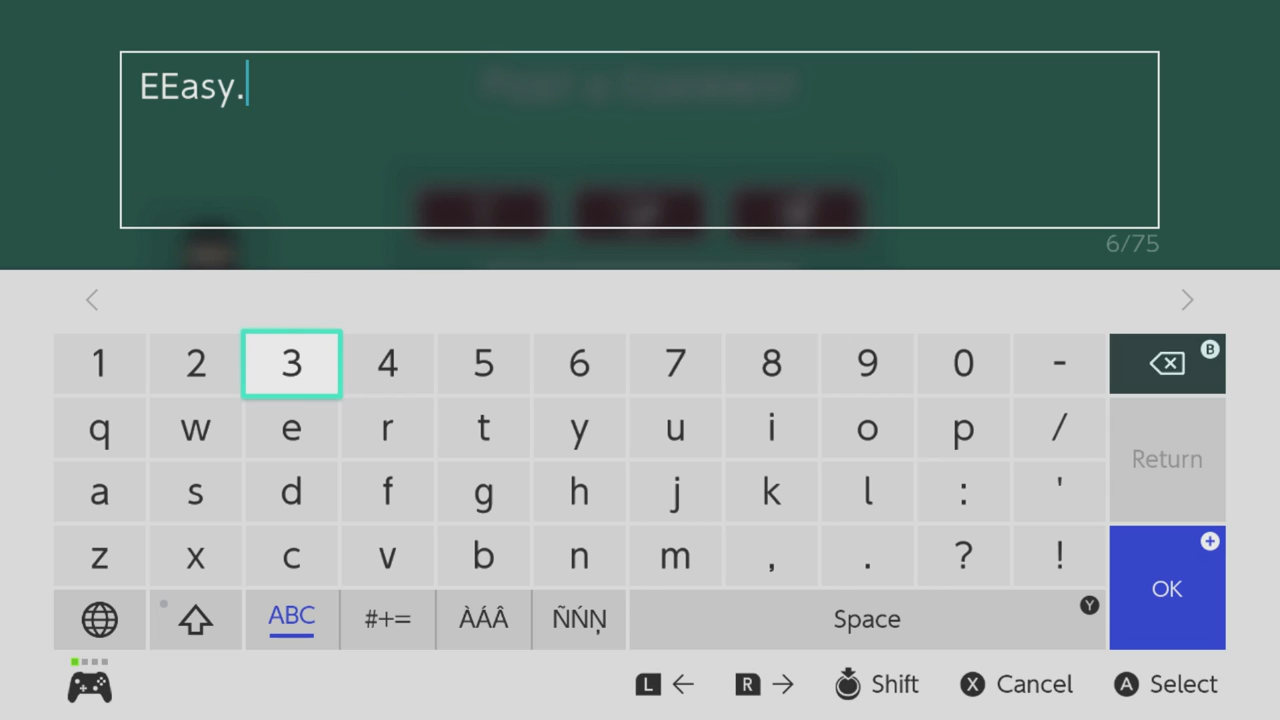 EEasy.
6/75
1 2 3 4 5 6 7 8 9 0 - B
q w e r t y u i o p /
Return
a s d f g h j k l : '
z x c v b n m , . ? ! +
OK
ABC #+= ÀÁÂ ÑŃŅ Space Y
L ← R → Shift X Cancel A Select